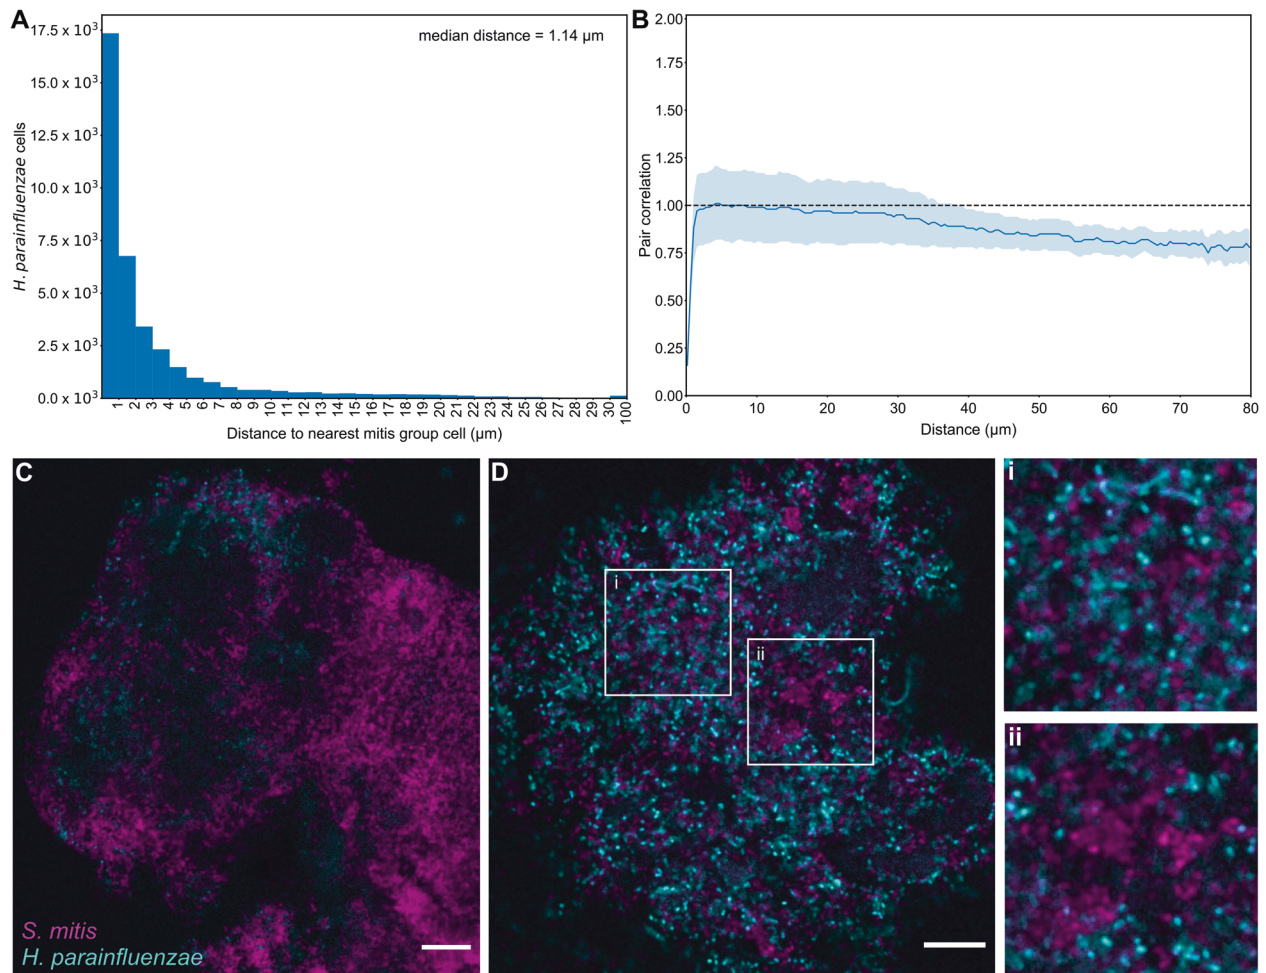 A
median distance = 1.14 μm
17.5 x 10³
15.0 x 10³
12.5 x 10³
10.0 x 10³
7.5 x 10³
5.0 x 10³
2.5 x 10³
0.0 x 10³
H. parainfluenzae cells
1 2 3 4 5 6 7 8 9 10 11 12 13 14 15 16 17 18 19 20 21 22 23 24 25 26 27 28 29 30 100
Distance to nearest mitis group cell (μm)
B
2.00
1.75
1.50
1.25
1.00
0.75
0.50
0.25
0.00
Pair correlation
0 10 20 30 40 50 60 70 80
Distance (μm)
C
S. mitis
H. parainfluenzae
D
i
ii
i
ii